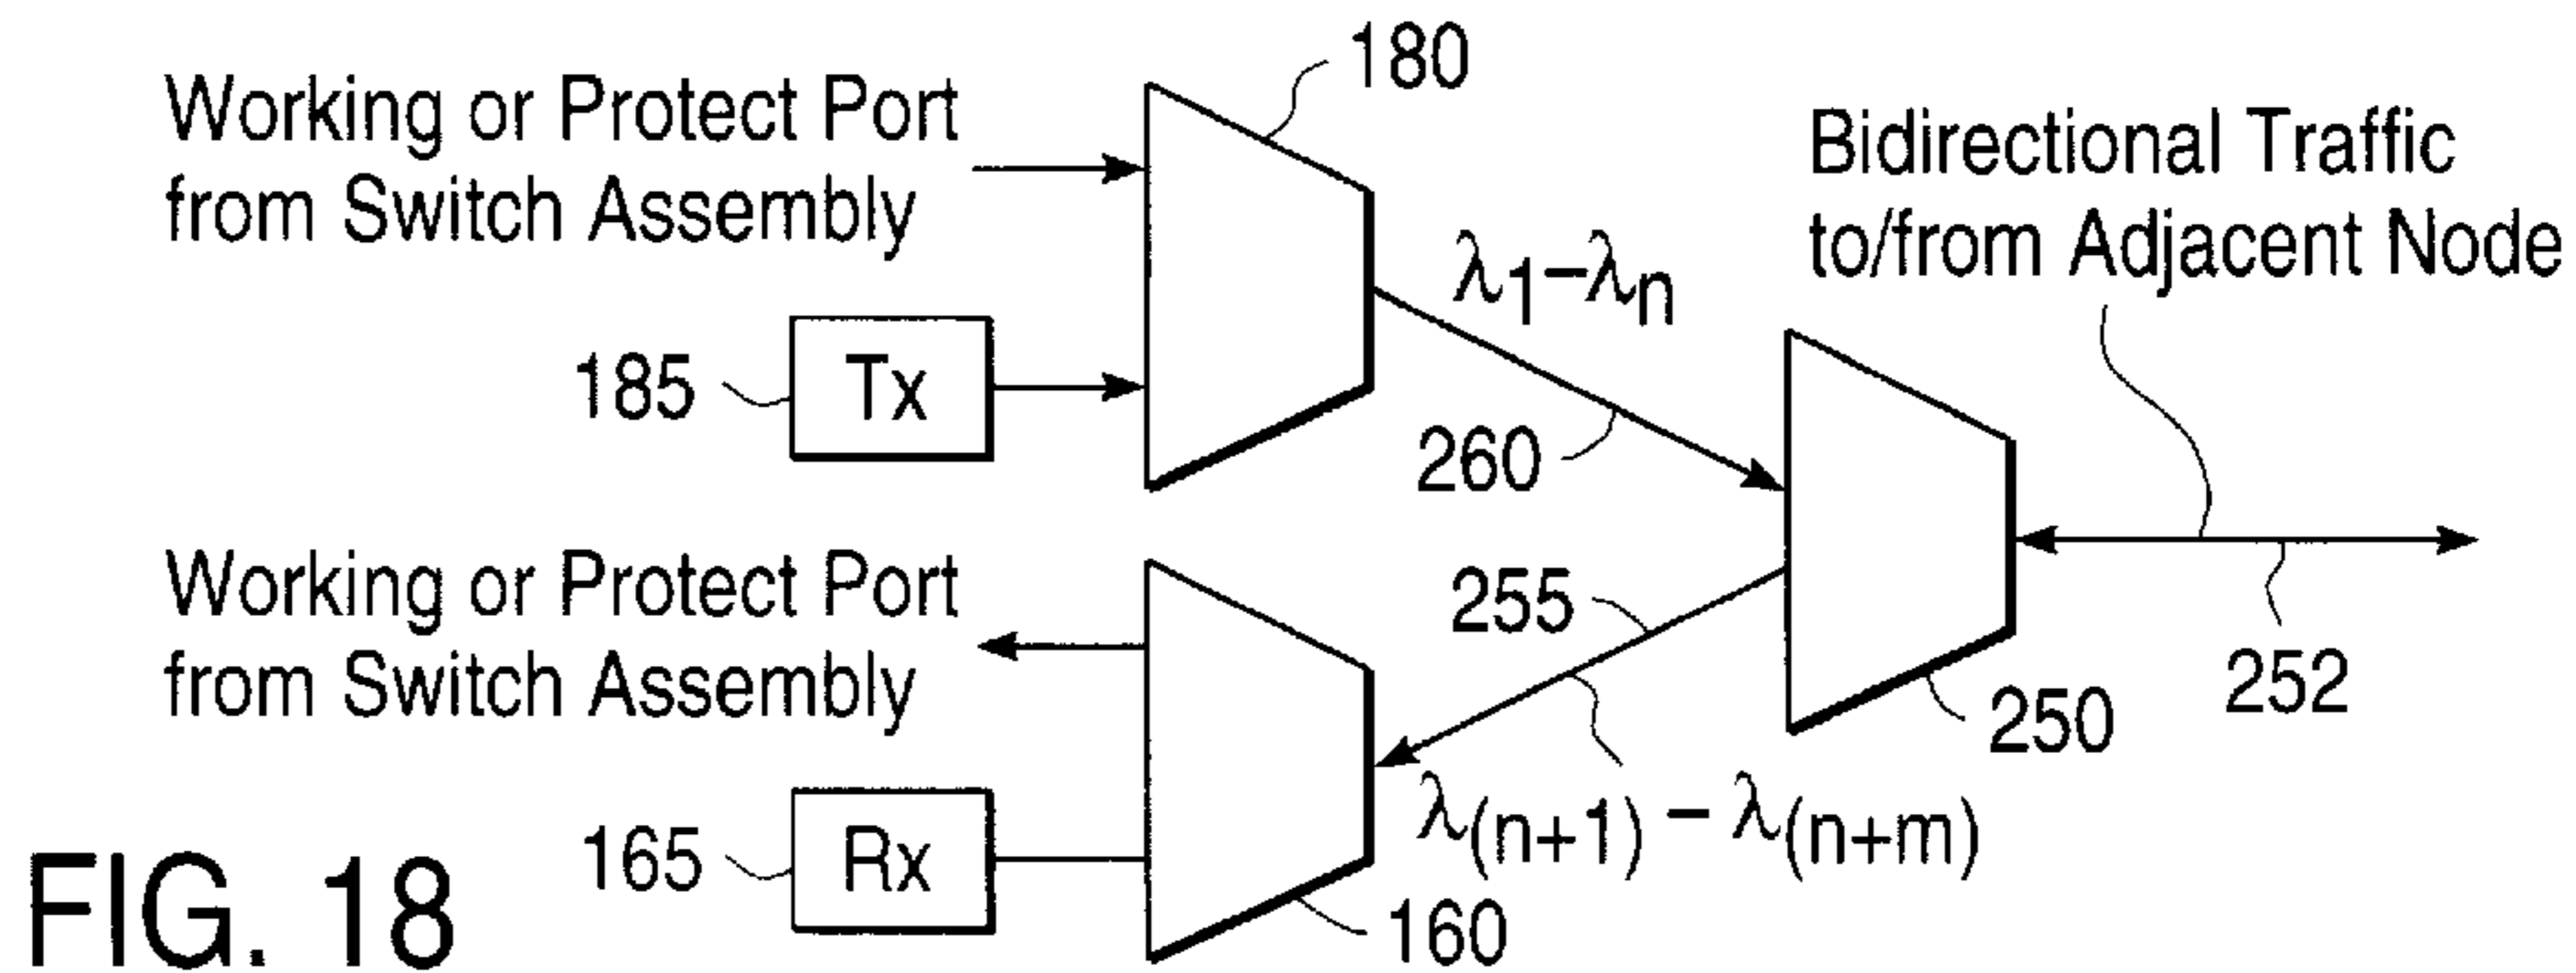 180
Working or Protect Port
from Switch Assembly
Bidirectional Traffic
to/from Adjacent Node
λ1–λn
185
Tx
260
Working or Protect Port
from Switch Assembly
255
252
250
λ(n+1) – λ(n+m)
165
Rx
160
FIG. 18